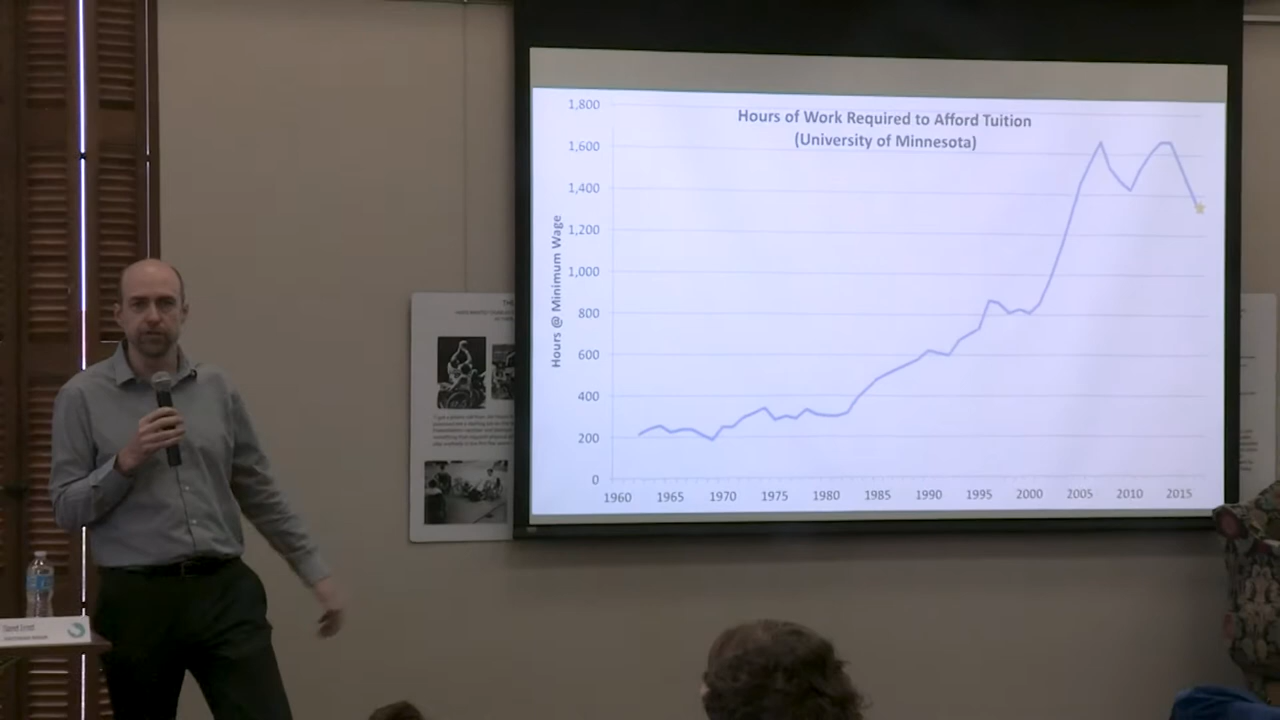 Hours of Work Required to Afford Tuition
(University of Minnesota)
Hours @ Minimum Wage
1,800
1,600
1,400
1,200
1,000
800
600
400
200
0
1960 1965 1970 1975 1980 1985 1990 1995 2000 2005 2010 2015